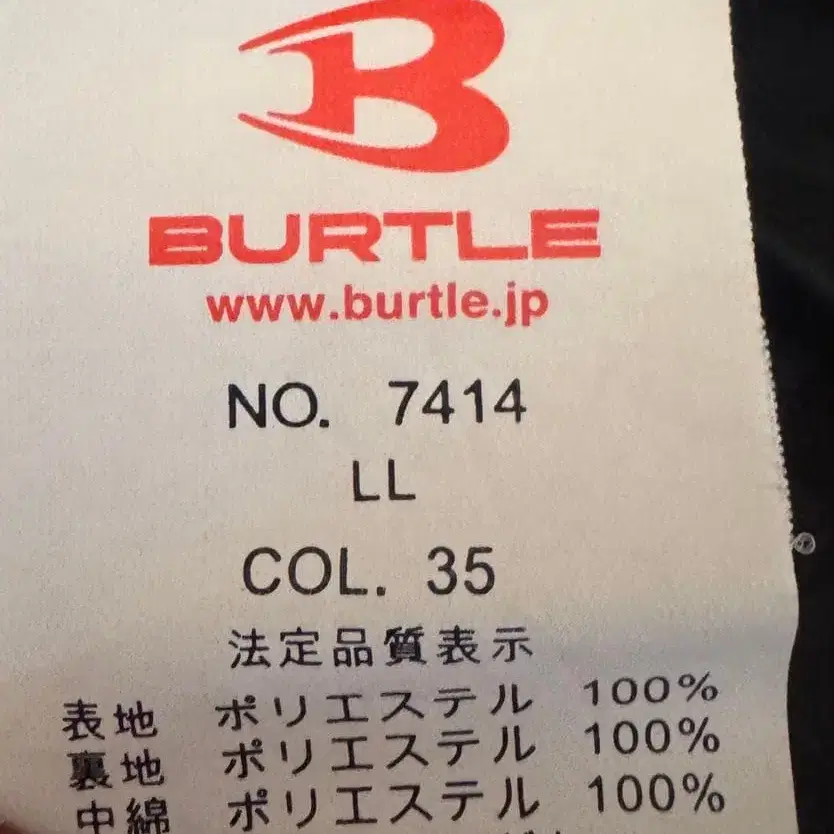 B
BURTLE
www.burtle.jp
NO. 7414
LL
COL. 35
法定品質表示
表地 ポリエステル 100%
裏地 ポリエステル 100%
中綿 ポリエステル 100%